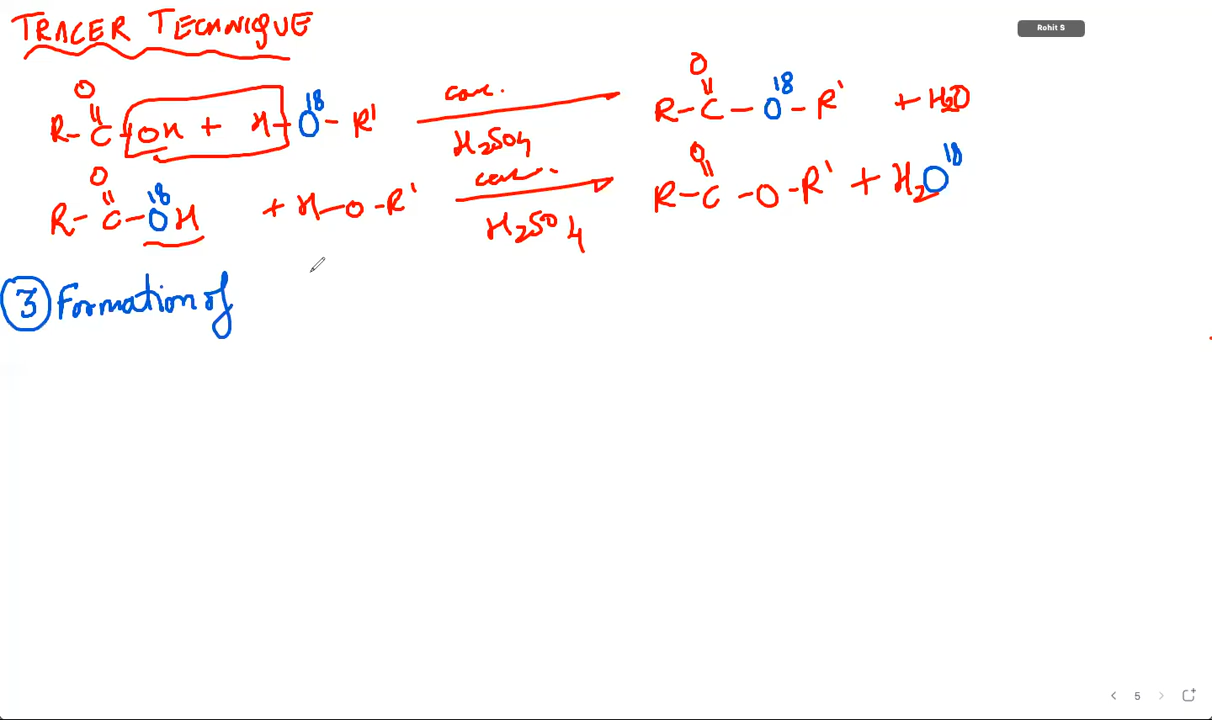 TRACER TECHNIQUE
Rohit S
R-C(=O)-OH + H-O18-R' conc. H2SO4 → R-C(=O)-O18-R' + H2O
R-C(=O)-O18H + H-O-R' conc. H2SO4 → R-C(=O)-O-R' + H2O18
3 Formation of
5